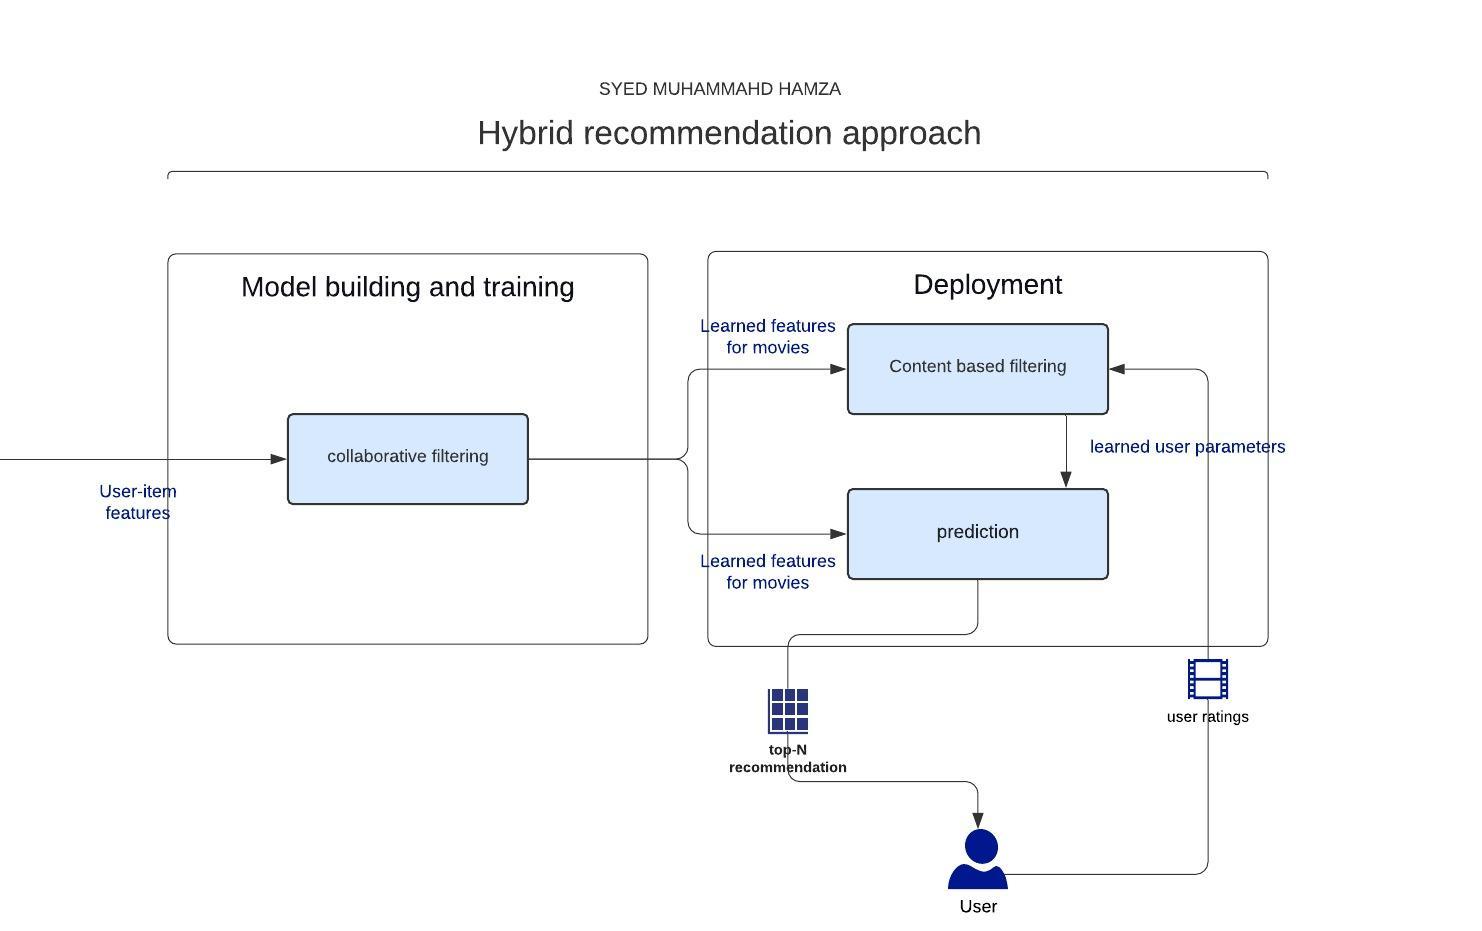 SYED MUHAMMAHD HAMZA
Hybrid recommendation approach
Model building and training
Deployment
Learned features
for movies
Content based filtering
collaborative filtering
learned user parameters
User-item
features
prediction
Learned features
for movies
user ratings
top-N
recommendation
User